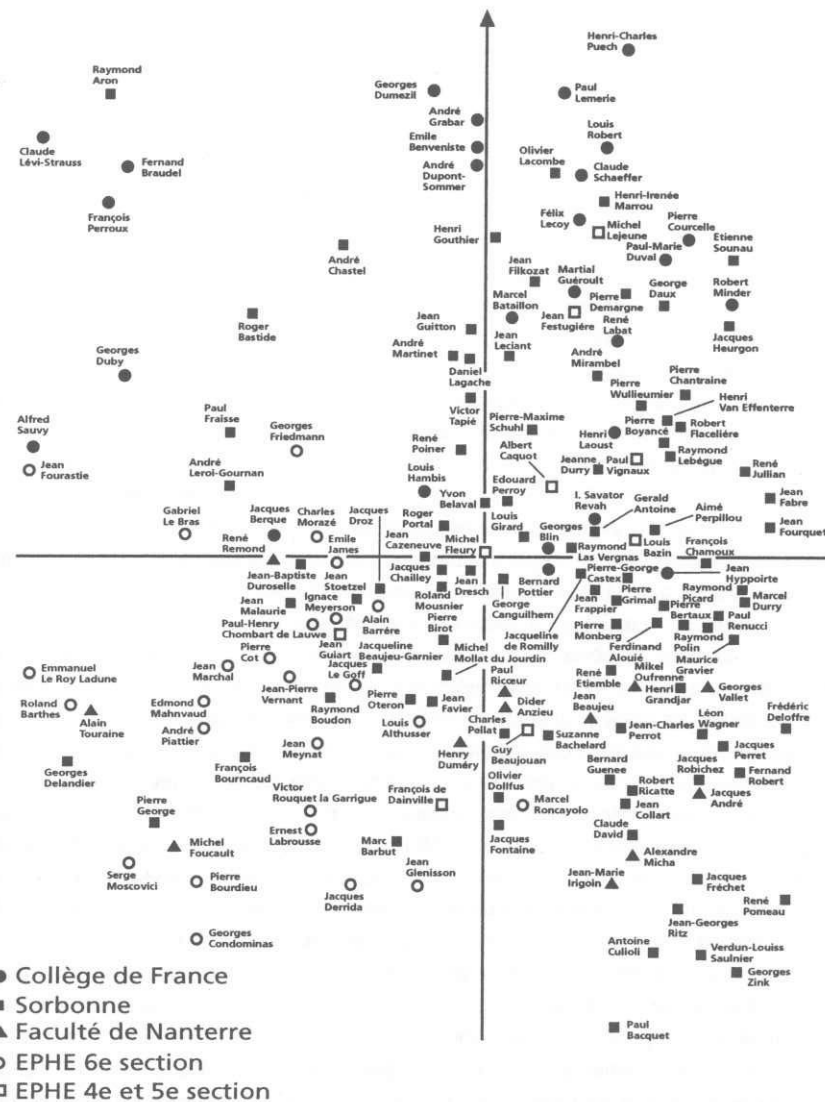 Henri-Charles
Puech
Raymond
Aron
Georges
Dumezil
Paul
Lemerie
André
Grabar
Claude
Lévi-Strauss
Fernand
Braudel
Emile
Benveniste
Louis
Robert
André
Dupont-
Sommer
Olivier
Lacombe
Claude
Schaeffer
François
Perroux
Henri-Irenée
Marrou
Félix
Lecoy
Michel
Lejeune
Pierre
Courcelle
Henri
Gouthier
Paul-Marie
Duval
Etienne
Sounau
André
Chastel
Jean
Filkozat
Martial
Guéroult
Pierre
Demargne
George
Daux
Robert
Minder
Roger
Bastide
Marcel
Bataillon
Jean
Festugiére
René
Labat
Jacques
Heurgon
Jean
Guitton
André
Martinet
Daniel
Lagache
Jean
Leciant
Georges
Duby
André
Mirambel
Pierre
Wullieumier
Pierre
Chantraine
Victor
Tapié
Henri
Van Effenterre
Alfred
Sauvy
Jean
Fourastie
Paul
Fraisse
Georges
Friedmann
René
Poiner
Pierre-Maxime
Schuhl
Henri
Laoust
Pierre
Boyancé
Robert
Flaceliére
Raymond
Lebégue
André
Leroi-Gournan
Albert
Caquot
Jeanne
Durry
Paul
Vignaux
René
Jullian
Louis
Hambis
Yvon
Belaval
Edouard
Perroy
I. Savator
Revah
Gerald
Antoine
Aimé
Perpillou
Jean
Fabre
Gabriel
Le Bras
Jacques
Berque
Charles
Morazé
Jacques
Droz
Roger
Portal
Louis
Girard
Georges
Blin
Louis
Bazin
François
Chamoux
Jean
Fourquet
René
Remond
Emile
James
Jean
Cazeneuve
Michel
Fleury
Raymond
Las Vergnas
Jean-Baptiste
Duroselle
Jean
Stoetzel
Jacques
Chailley
Jean
Dresch
Bernard
Pottier
Pierre-George
Castex
Jean
Hyppoirte
Jean
Malaurie
Ignace
Meyerson
Alain
Barrére
Roland
Mousnier
George
Canguilhem
Jean
Frappier
Pierre
Grimal
Raymond
Picard
Marcel
Durry
Paul-Henry
Chombart de Lauwe
Jean
Guiart
Pierre
Birot
Jacqueline
de Romilly
Pierre
Monberg
Ferdinand
Alouié
Pierre
Bertaux
Raymond
Polin
Paul
Renucci
Maurice
Gravier
Emmanuel
Le Roy Ladune
Jean
Marchal
Pierre
Cot
Jean-Pierre
Vernant
Jacques
Le Goff
Jacqueline
Beaujeu-Garnier
Michel
Mollat du Jourdin
Paul
Ricœur
René
Etiemble
Mikel
Oufrenne
Henri
Grandjar
Georges
Vallet
Roland
Barthes
Alain
Touraine
Edmond
Mahnvaud
André
Piattier
Raymond
Boudon
Pierre
Oteron
Jean
Favier
Dider
Anzieu
Jean
Beaujeu
Frédéric
Deloffre
Louis
Althusser
Charles
Pellat
Guy
Beaujouan
Suzanne
Bachelard
Jean-Charles
Perrot
Léon
Wagner
Jacques
Perret
Georges
Delandier
François
Bourncaud
Jean
Meynat
Henry
Duméry
Bernard
Guenee
Jacques
Robichez
Fernand
Robert
Victor
Rouquet la Garrigue
François de
Dainville
Olivier
Dollfus
Marcel
Roncayolo
Robert
Ricatte
Jean
Collart
Jacques
André
Pierre
George
Michel
Foucault
Ernest
Labrousse
Marc
Barbut
Jacques
Fontaine
Claude
David
Alexandre
Micha
Serge
Moscovici
Pierre
Bourdieu
Jacques
Derrida
Jean
Glenisson
Jean-Marie
Irigoin
Jacques
Fréchet
René
Pomeau
Jean-Georges
Ritz
Georges
Condominas
Antoine
Culioli
Verdun-Louiss
Saulnier
Georges
Zink
Paul
Bacquet
Collège de France
Sorbonne
Faculté de Nanterre
EPHE 6e section
EPHE 4e et 5e section